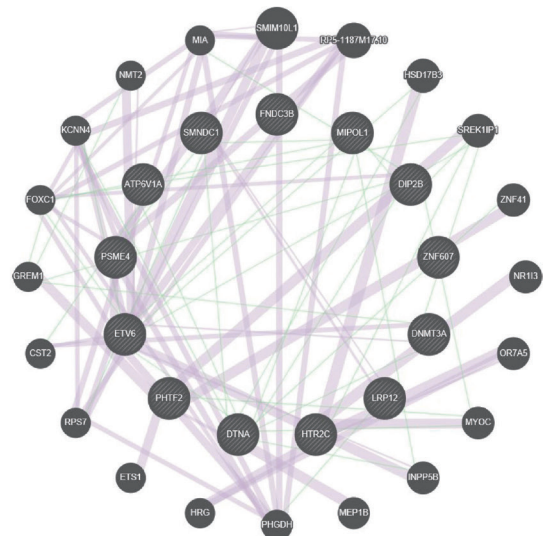 SMIM10L1
MIA
RP5-1187M17.10
NMT2
HSD17B3
FNDC3B
KCNN4
SMNDC1
MIPOL1
SREK1IP1
ATP6V1A
DIP2B
FOXC1
ZNF41
PSME4
ZNF607
GREM1
NR1I3
ETV6
DNMT3A
CST2
OR7A5
PHTF2
LRP12
RPS7
MYOC
DTNA
HTR2C
ETS1
INPP5B
HRG
MEP1B
PHGDH